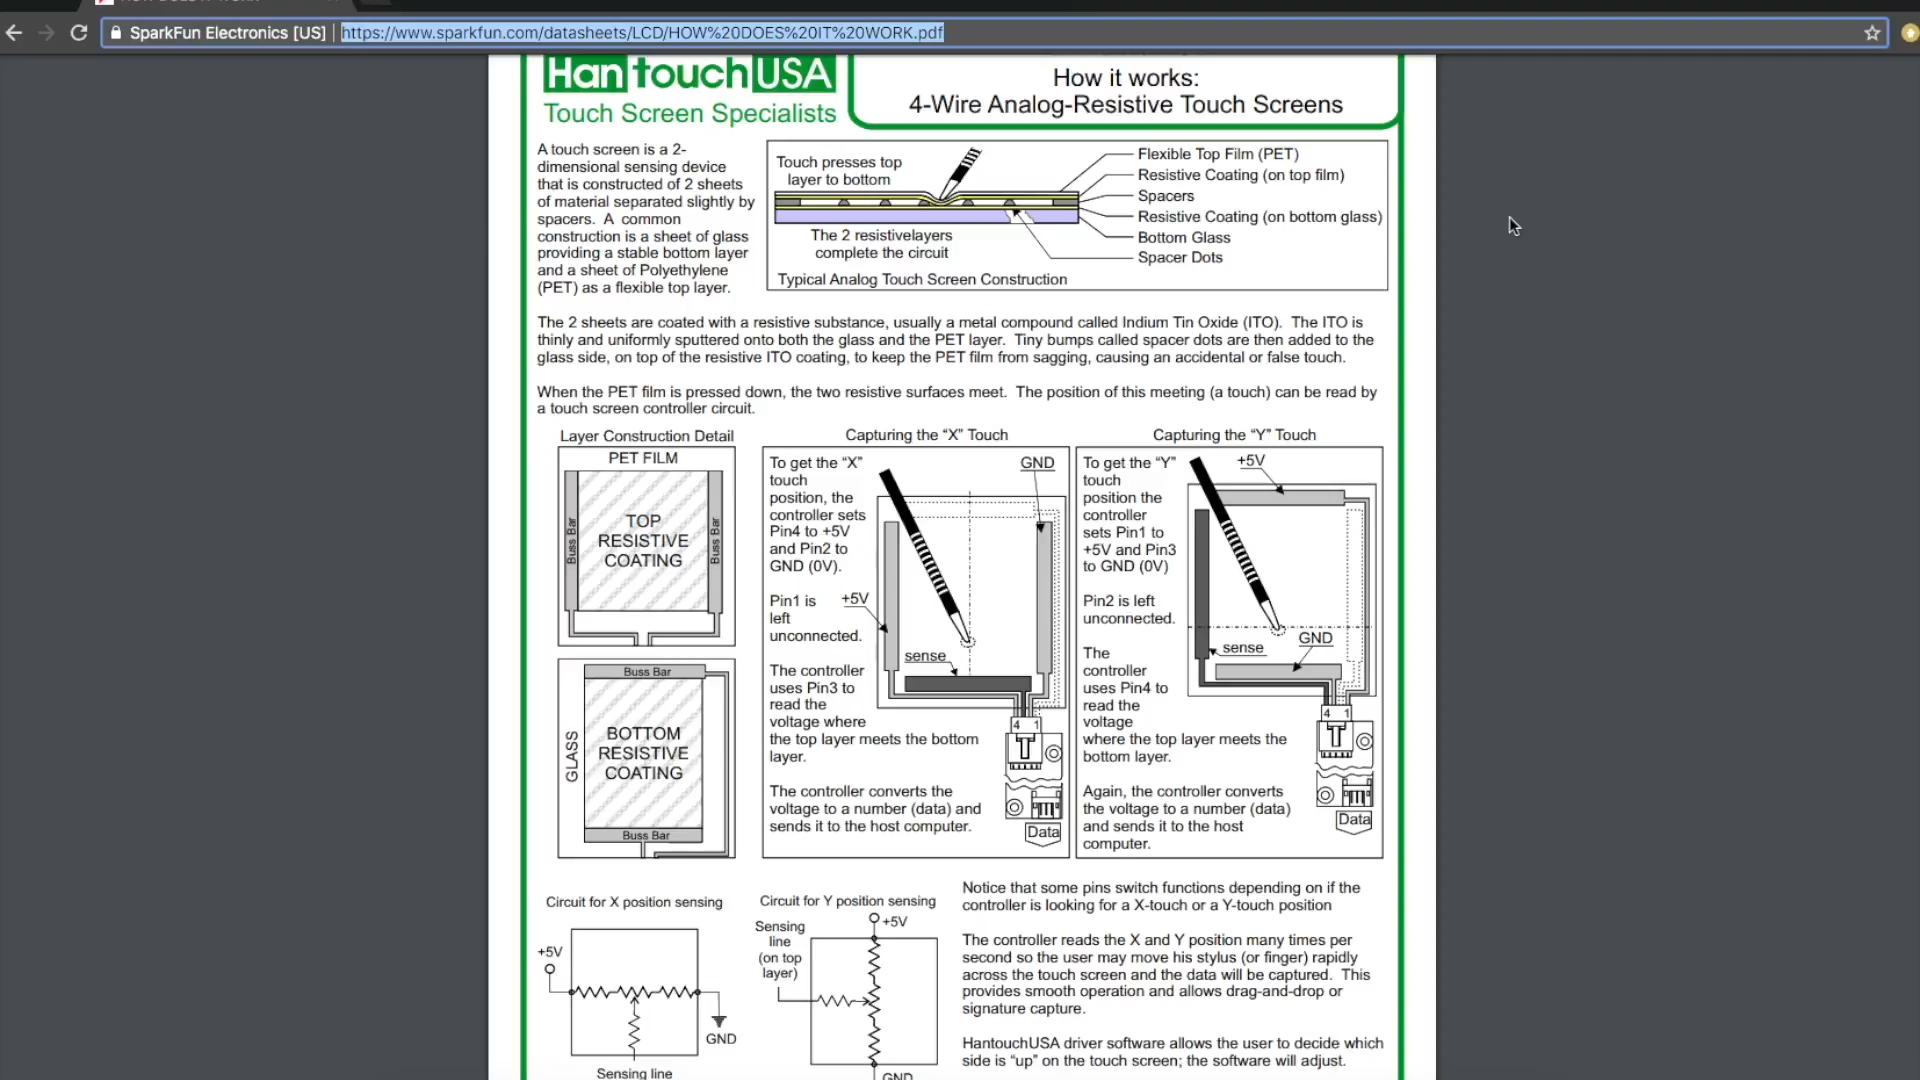 SparkFun Electronics [US] | https://www.sparkfun.com/datasheets/LCD/HOW%20DOES%20IT%20WORK.pdf
Han touch USA
Touch Screen Specialists
How it works:
4-Wire Analog-Resistive Touch Screens
A touch screen is a 2-
dimensional sensing device
that is constructed of 2 sheets
of material separated slightly by
spacers. A common
construction is a sheet of glass
providing a stable bottom layer
and a sheet of Polyethylene
(PET) as a flexible top layer.
Touch presses top
layer to bottom
The 2 resistivelayers
complete the circuit
Typical Analog Touch Screen Construction
Flexible Top Film (PET)
Resistive Coating (on top film)
Spacers
Resistive Coating (on bottom glass)
Bottom Glass
Spacer Dots
The 2 sheets are coated with a resistive substance, usually a metal compound called Indium Tin Oxide (ITO). The ITO is
thinly and uniformly sputtered onto both the glass and the PET layer. Tiny bumps called spacer dots are then added to the
glass side, on top of the resistive ITO coating, to keep the PET film from sagging, causing an accidental or false touch.
When the PET film is pressed down, the two resistive surfaces meet. The position of this meeting (a touch) can be read by
a touch screen controller circuit.
Layer Construction Detail
PET FILM
Buss Bar
TOP
RESISTIVE
COATING
Buss Bar
Buss Bar
GLASS
BOTTOM
RESISTIVE
COATING
Buss Bar
Capturing the “X” Touch
To get the “X”
touch
position, the
controller sets
Pin4 to +5V
and Pin2 to
GND (0V).
Pin1 is
left
unconnected.
The controller
uses Pin3 to
read the
voltage where
the top layer meets the bottom
layer.
The controller converts the
voltage to a number (data) and
sends it to the host computer.
GND
+5V
sense
4 1
Data
Capturing the “Y” Touch
To get the “Y”
touch
position the
controller
sets Pin1 to
+5V and Pin3
to GND (0V)
Pin2 is left
unconnected.
The
controller
uses Pin4 to
read the
voltage
where the top layer meets the
bottom layer.
Again, the controller converts
the voltage to a number (data)
and sends it to the host
computer.
+5V
GND
sense
4 1
Data
Circuit for X position sensing
+5V
GND
Sensing line
Circuit for Y position sensing
+5V
Sensing
line
(on top
layer)
GND
Notice that some pins switch functions depending on if the
controller is looking for a X-touch or a Y-touch position
The controller reads the X and Y position many times per
second so the user may move his stylus (or finger) rapidly
across the touch screen and the data will be captured. This
provides smooth operation and allows drag-and-drop or
signature capture.
HantouchUSA driver software allows the user to decide which
side is “up” on the touch screen; the software will adjust.